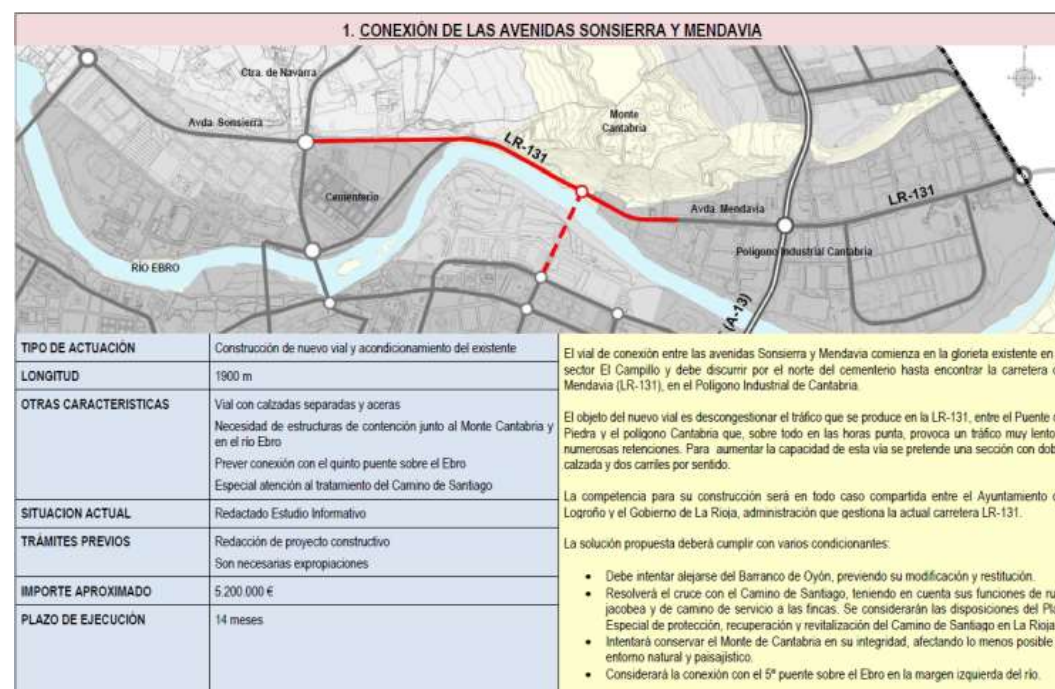 1. CONEXIÓN DE LAS AVENIDAS SONSIERRA Y MENDAVIA
Ctra. de Navarra
Avda. Sonsierra
Monte
Cantabria
LR-131
Cementerio
Avda. Mendavia
LR-131
Polígono Industrial Cantabria
RÍO EBRO
(A-13)
TIPO DE ACTUACIÓN
Construcción de nuevo vial y acondicionamiento del existente
LONGITUD
1900 m
OTRAS CARACTERISTICAS
Vial con calzadas separadas y aceras
Necesidad de estructuras de contención junto al Monte Cantabria y
en el río Ebro
Prever conexión con el quinto puente sobre el Ebro
Especial atención al tratamiento del Camino de Santiago
SITUACION ACTUAL
Redactado Estudio Informativo
TRÁMITES PREVIOS
Redacción de proyecto constructivo
Son necesarias expropiaciones
IMPORTE APROXIMADO
5.200.000 €
PLAZO DE EJECUCIÓN
14 meses
El vial de conexión entre las avenidas Sonsierra y Mendavia comienza en la glorieta existente en
sector El Campillo y debe discurrir por el norte del cementerio hasta encontrar la carretera
Mendavia (LR-131), en el Polígono Industrial de Cantabria.
El objeto del nuevo vial es descongestionar el tráfico que se produce en la LR-131, entre el Puente
Piedra y el polígono Cantabria que, sobre todo en las horas punta, provoca un tráfico muy lento
numerosas retenciones. Para aumentar la capacidad de esta vía se pretende una sección con
calzada y dos carriles por sentido.
La competencia para su construcción será en todo caso compartida entre el Ayuntamiento
Logroño y el Gobierno de La Rioja, administración que gestiona la actual carretera LR-131.
La solución propuesta deberá cumplir con varios condicionantes:
• Debe intentar alejarse del Barranco de Oyón, previendo su modificación y restitución.
• Resolverá el cruce con el Camino de Santiago, teniendo en cuenta sus funciones de
jacobea y de camino de servicio a las fincas. Se considerarán las disposiciones del
Especial de protección, recuperación y revitalización del Camino de Santiago en La Rioja
• Intentará conservar el Monte de Cantabria en su integridad, afectando lo menos posible
entorno natural y paisajístico.
• Considerará la conexión con el 5º puente sobre el Ebro en la margen izquierda del río.